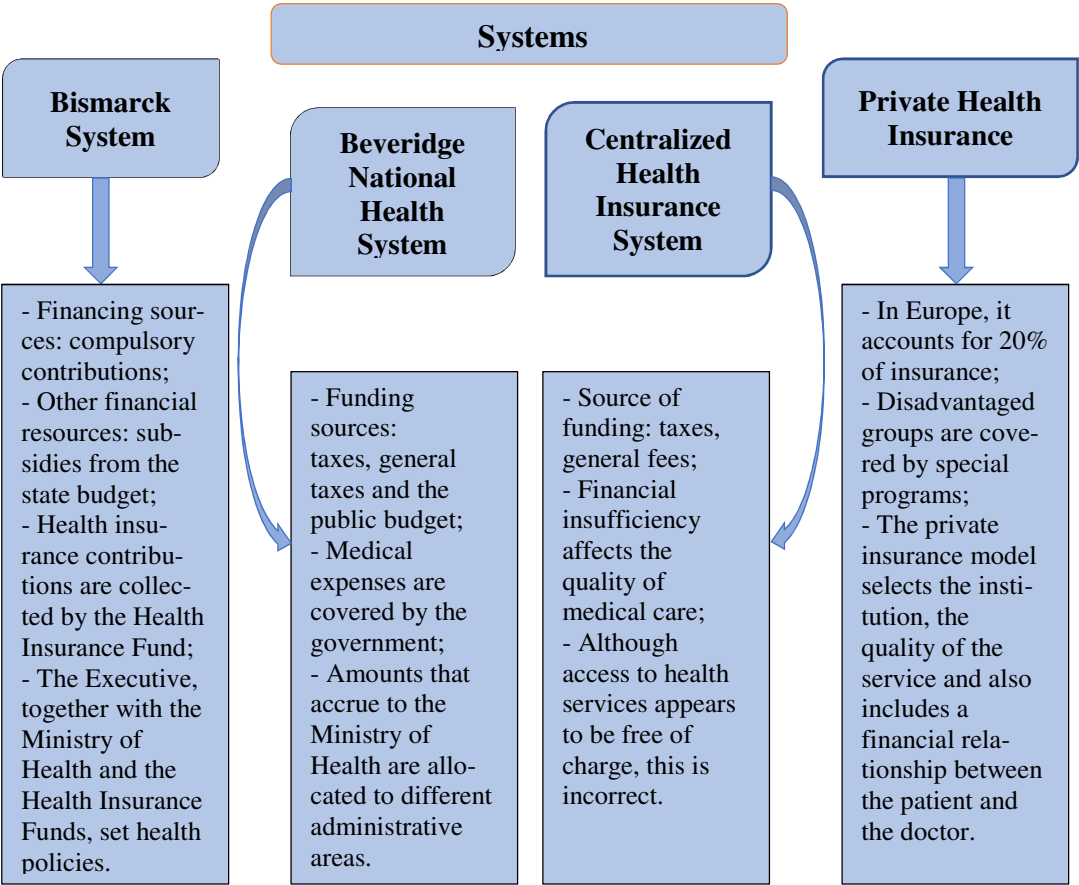 Systems
Bismarck
System
Beveridge
National
Health
System
Centralized
Health
Insurance
System
Private Health
Insurance
- Financing sour-
ces: compulsory
contributions;
- Other financial
resources: sub-
sidies from the
state budget;
- Health insu-
rance contribu-
tions are collec-
ted by the Health
Insurance Fund;
- The Executive,
together with the
Ministry of
Health and the
Health Insurance
Funds, set health
policies.
- Funding
sources:
taxes, general
taxes and the
public budget;
- Medical
expenses are
covered by the
government;
- Amounts that
accrue to the
Ministry of
Health are allo-
cated to different
administrative
areas.
- Source of
funding: taxes,
general fees;
- Financial
insufficiency
affects the
quality of
medical care;
- Although
access to health
services appears
to be free of
charge, this is
incorrect.
- In Europe, it
accounts for 20%
of insurance;
- Disadvantaged
groups are cove-
red by special
programs;
- The private
insurance model
selects the insti-
tution, the
quality of the
service and also
includes a
financial rela-
tionship between
the patient and
the doctor.